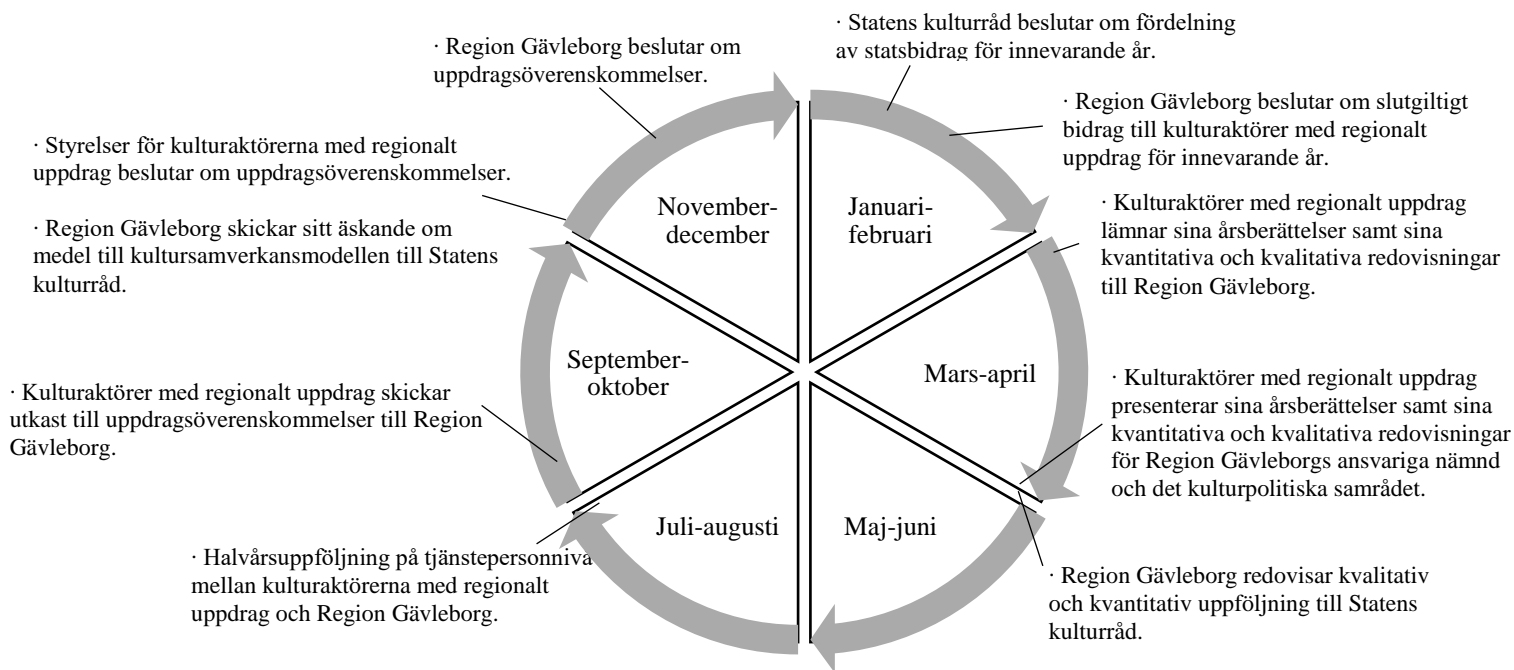 · Statens kulturråd beslutar om fördelning
av statsbidrag för innevarande år.
· Region Gävleborg beslutar om slutgiltigt
bidrag till kulturaktörer med regionalt
uppdrag för innevarande år.
· Kulturaktörer med regionalt uppdrag
lämnar sina årsberättelser samt sina
kvantitativa och kvalitativa redovisningar
till Region Gävleborg.
· Kulturaktörer med regionalt uppdrag
presenterar sina årsberättelser samt sina
kvantitativa och kvalitativa redovisningar
för Region Gävleborgs ansvariga nämnd
och det kulturpolitiska samrådet.
· Region Gävleborg redovisar kvalitativ
och kvantitativ uppföljning till Statens
kulturråd.
· Halvårsuppföljning på tjänstepersonnivå
mellan kulturaktörerna med regionalt
uppdrag och Region Gävleborg.
· Kulturaktörer med regionalt uppdrag skickar
utkast till uppdragsöverenskommelser till Region
Gävleborg.
· Styrelser för kulturaktörerna med regionalt
uppdrag beslutar om uppdragsöverenskommelser.
· Region Gävleborg skickar sitt äskande om
medel till kultursamverkansmodellen till Statens
kulturråd.
· Region Gävleborg beslutar om
uppdragsöverenskommelser.
Januari-
februari
Mars-april
Maj-juni
Juli-augusti
September-
oktober
November-
december